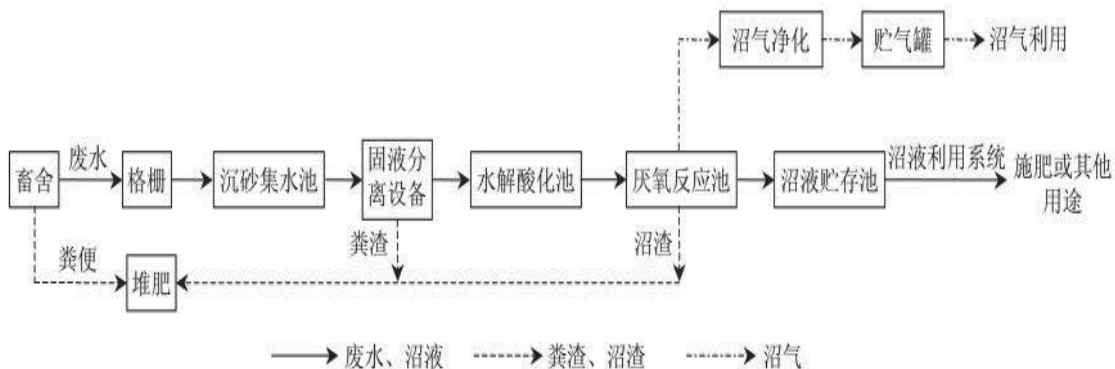 沼气净化
贮气罐
沼气利用
畜舍
废水
格栅
沉砂集水池
固液分
离设备
水解酸化池
厌氧反应池
沼液贮存池
沼液利用系统
施肥或其他
用途
粪便
堆肥
粪渣
沼渣
废水、沼液
粪渣、沼渣
沼气